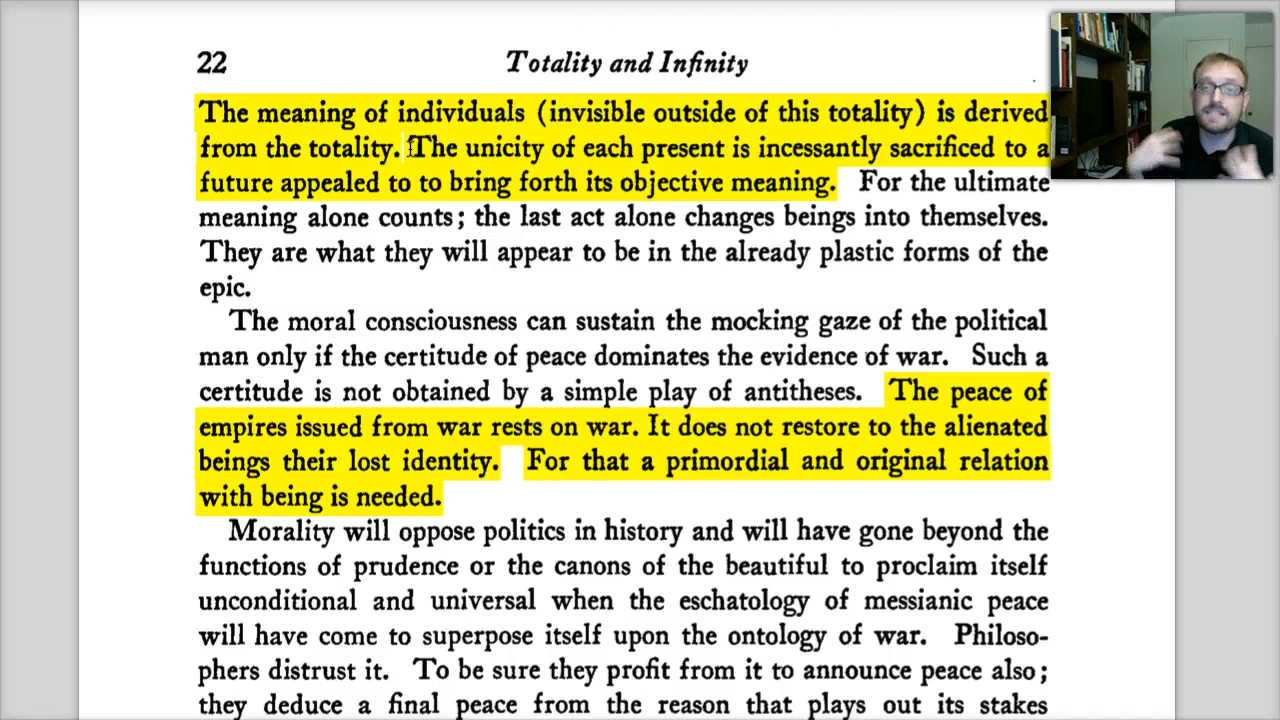 22 Totality and Infinity
The meaning of individuals (invisible outside of this totality) is derived
from the totality. The unicity of each present is incessantly sacrificed to a
future appealed to to bring forth its objective meaning. For the ultimate
meaning alone counts; the last act alone changes beings into themselves.
They are what they will appear to be in the already plastic forms of the
epic.
The moral consciousness can sustain the mocking gaze of the political
man only if the certitude of peace dominates the evidence of war. Such a
certitude is not obtained by a simple play of antitheses. The peace of
empires issued from war rests on war. It does not restore to the alienated
beings their lost identity. For that a primordial and original relation
with being is needed.
Morality will oppose politics in history and will have gone beyond the
functions of prudence or the canons of the beautiful to proclaim itself
unconditional and universal when the eschatology of messianic peace
will have come to superpose itself upon the ontology of war. Philoso-
phers distrust it. To be sure they profit from it to announce peace also;
they deduce a final peace from the reason that plays out its stakes